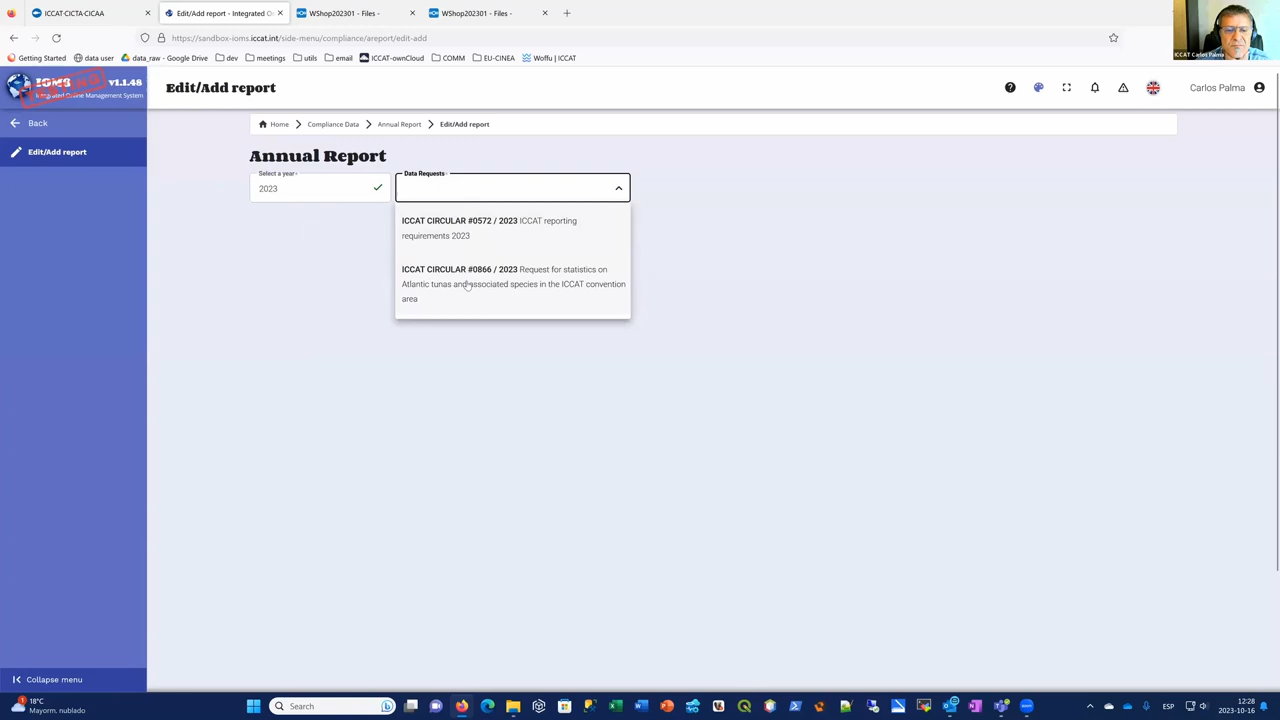 ICCAT·CICTA·CICAA
Edit/Add report - Integrated O
WShop202301 - Files -
WShop202301 - Files -
https://sandbox-ioms.iccat.int/side-menu/compliance/areport/edit-add
Getting Started
data user
data_raw - Google Drive
dev
meetings
utils
email
ICCAT-ownCloud
COMM
EU-CINEA
Woffu | ICCAT
ICCAT Carlos Palma
IOMS
v1.1.48
Integrated Online Management System
Edit/Add report
Carlos Palma
Back
Edit/Add report
Home
Compliance Data
Annual Report
Edit/Add report
Annual Report
Select a year *
2023
Data Requests *
ICCAT CIRCULAR #0572 / 2023 ICCAT reporting
requirements 2023
ICCAT CIRCULAR #0866 / 2023 Request for statistics on
Atlantic tunas and associated species in the ICCAT convention
area
Collapse menu
1
18°C
Mayorm. nublado
Search
ESP
12:28
2023-10-16